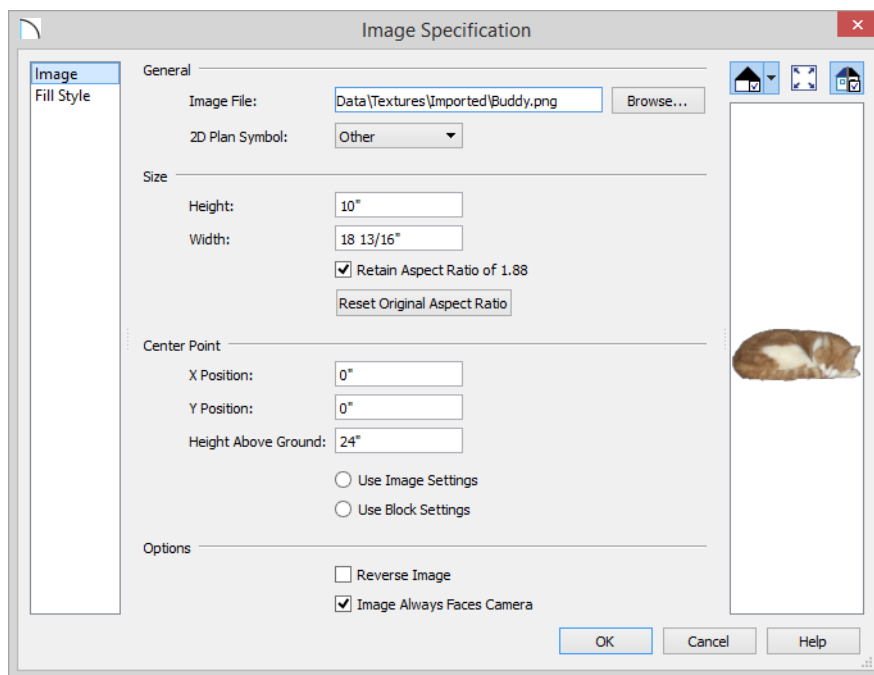 Image Specification
Image
Fill Style
General
Image File: Data\Textures\Imported\Buddy.png Browse...
2D Plan Symbol: Other
Size
Height: 10"
Width: 18 13/16"
Retain Aspect Ratio of 1.88
Reset Original Aspect Ratio
Center Point
X Position: 0"
Y Position: 0"
Height Above Ground: 24"
Use Image Settings
Use Block Settings
Options
Reverse Image
Image Always Faces Camera
OK Cancel Help